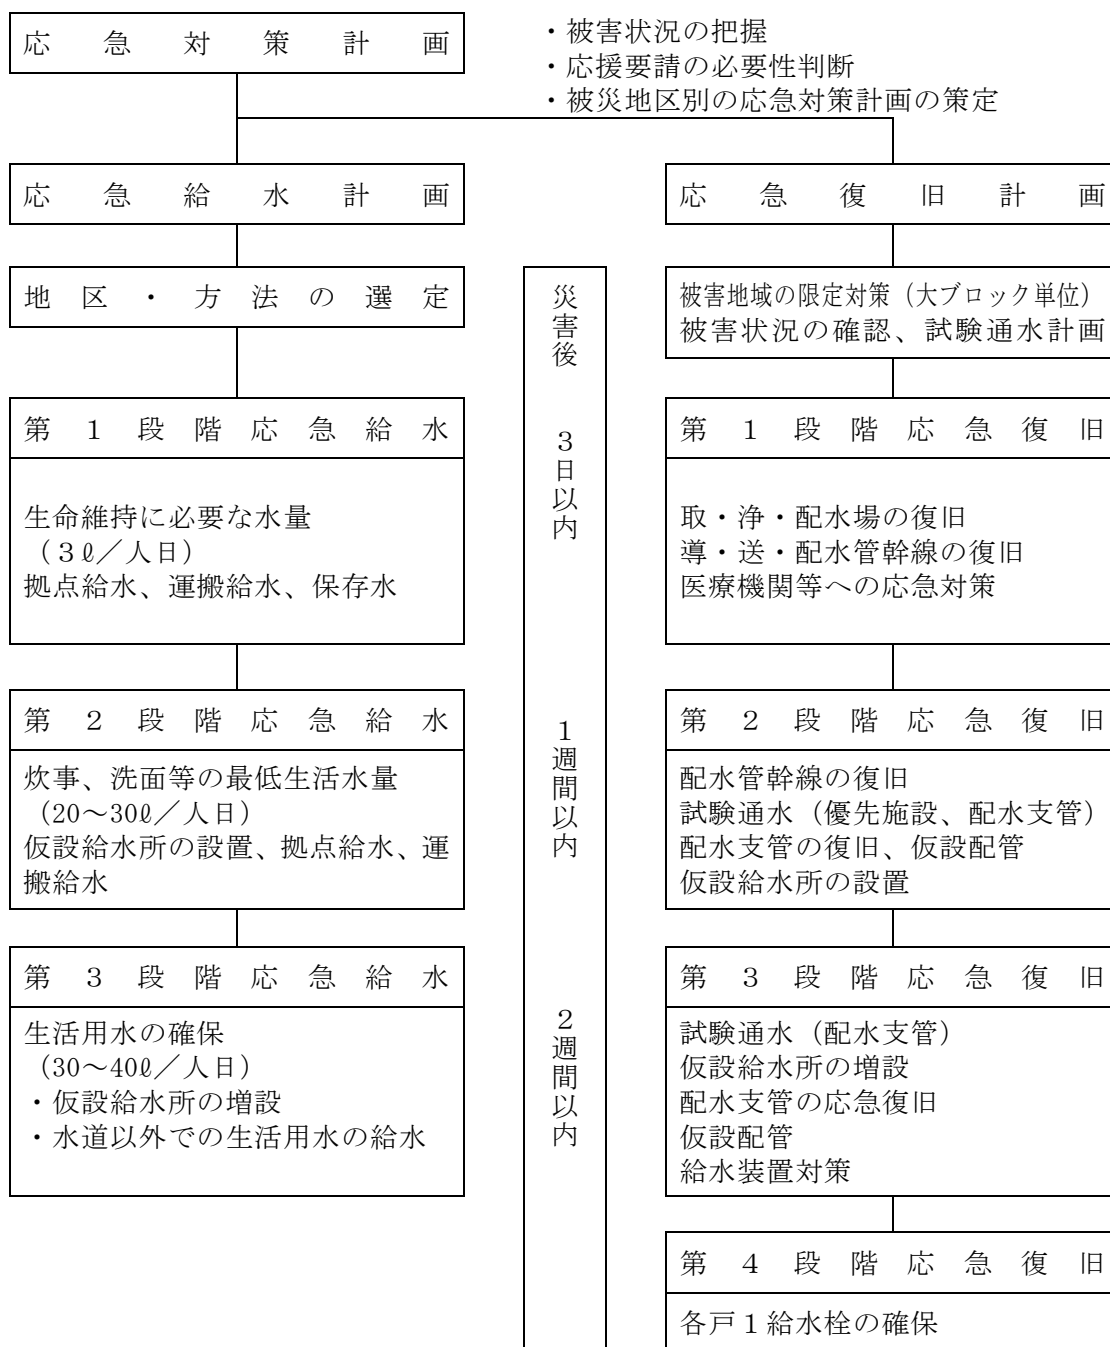 応急対策計画
・被害状況の把握
・応援要請の必要性判断
・被災地区別の応急対策計画の策定
応急給水計画
地区・方法の選定
第1段階応急給水
生命維持に必要な水量
（３ℓ／人日）
拠点給水、運搬給水、保存水
第2段階応急給水
炊事、洗面等の最低生活水量
（20～30ℓ／人日）
仮設給水所の設置、拠点給水、運
搬給水
第3段階応急給水
生活用水の確保
（30～40ℓ／人日）
・仮設給水所の増設
・水道以外での生活用水の給水
災害後
3日以内
1週間以内
2週間以内
応急復旧計画
被害地域の限定対策（大ブロック単位）
被害状況の確認、試験通水計画
第1段階応急復旧
取・浄・配水場の復旧
導・送・配水管幹線の復旧
医療機関等への応急対策
第2段階応急復旧
配水管幹線の復旧
試験通水（優先施設、配水支管）
配水支管の復旧、仮設配管
仮設給水所の設置
第3段階応急復旧
試験通水（配水支管）
仮設給水所の増設
配水支管の応急復旧
仮設配管
給水装置対策
第4段階応急復旧
各戸１給水栓の確保